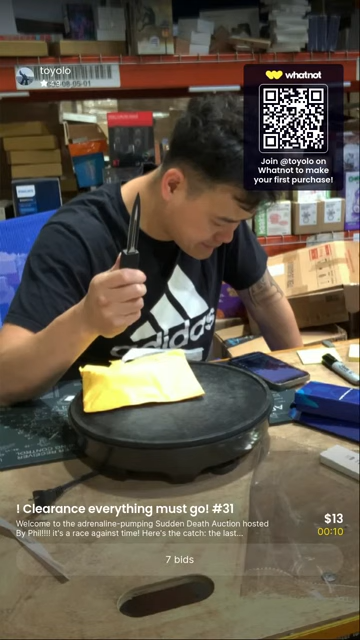 toyolo
whatnot
Join @toyolo on
Whatnot to make
your first purchase!
adidas
! Clearance everything must go! #31
Welcome to the adrenaline-pumping Sudden Death Auction hosted
By Phil!!!! it's a race against time! Here's the catch: the last...
$13
00:10
7 bids